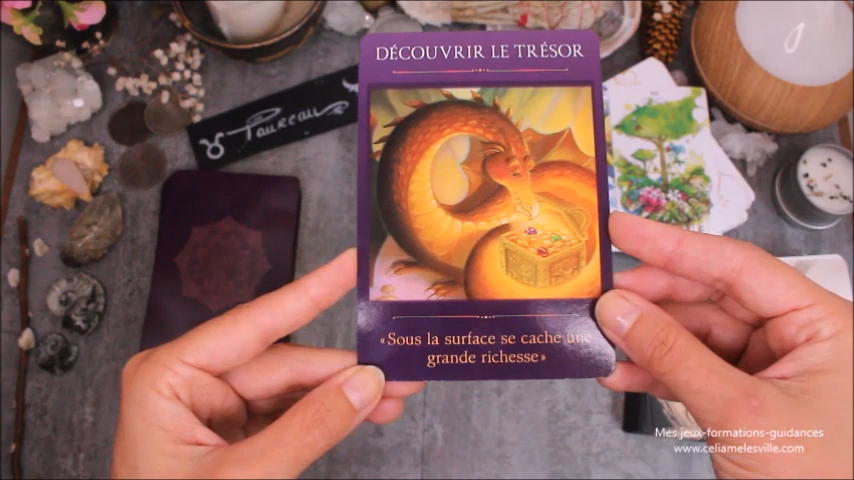 DÉCOUVRIR LE TRÉSOR
Taureau
«Sous la surface se cache une
grande richesse»
Mes jeux-formations-guidances
www.celiamelesville.com